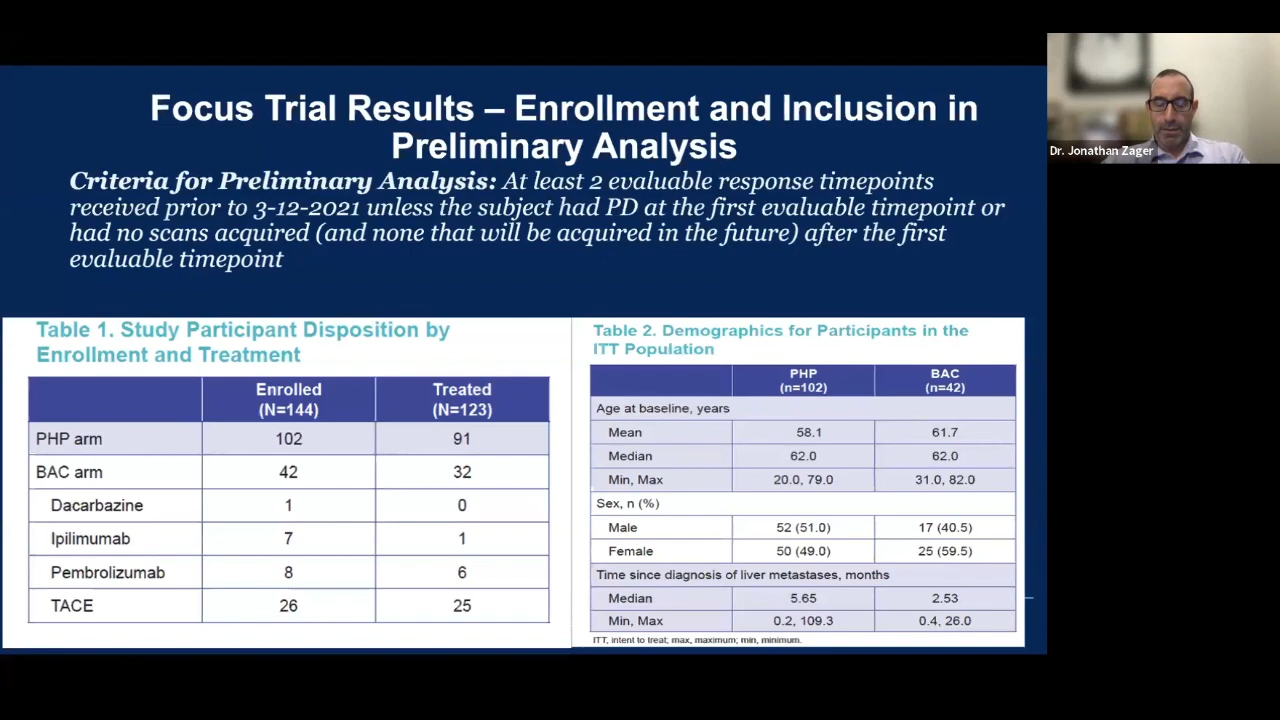 Focus Trial Results – Enrollment and Inclusion in
Preliminary Analysis
Criteria for Preliminary Analysis: At least 2 evaluable response timepoints
received prior to 3-12-2021 unless the subject had PD at the first evaluable timepoint or
had no scans acquired (and none that will be acquired in the future) after the first
evaluable timepoint
Dr. Jonathan Zager
Table 1. Study Participant Disposition by
Enrollment and Treatment
Enrolled Treated
(N=144) (N=123)
PHP arm 102 91
BAC arm 42 32
Dacarbazine 1 0
Ipilimumab 7 1
Pembrolizumab 8 6
TACE 26 25
Table 2. Demographics for Participants in the
ITT Population
PHP BAC
(n=102) (n=42)
Age at baseline, years
Mean 58.1 61.7
Median 62.0 62.0
Min, Max 20.0, 79.0 31.0, 82.0
Sex, n (%)
Male 52 (51.0) 17 (40.5)
Female 50 (49.0) 25 (59.5)
Time since diagnosis of liver metastases, months
Median 5.65 2.53
Min, Max 0.2, 109.3 0.4, 26.0
ITT, intent to treat; max, maximum; min, minimum.